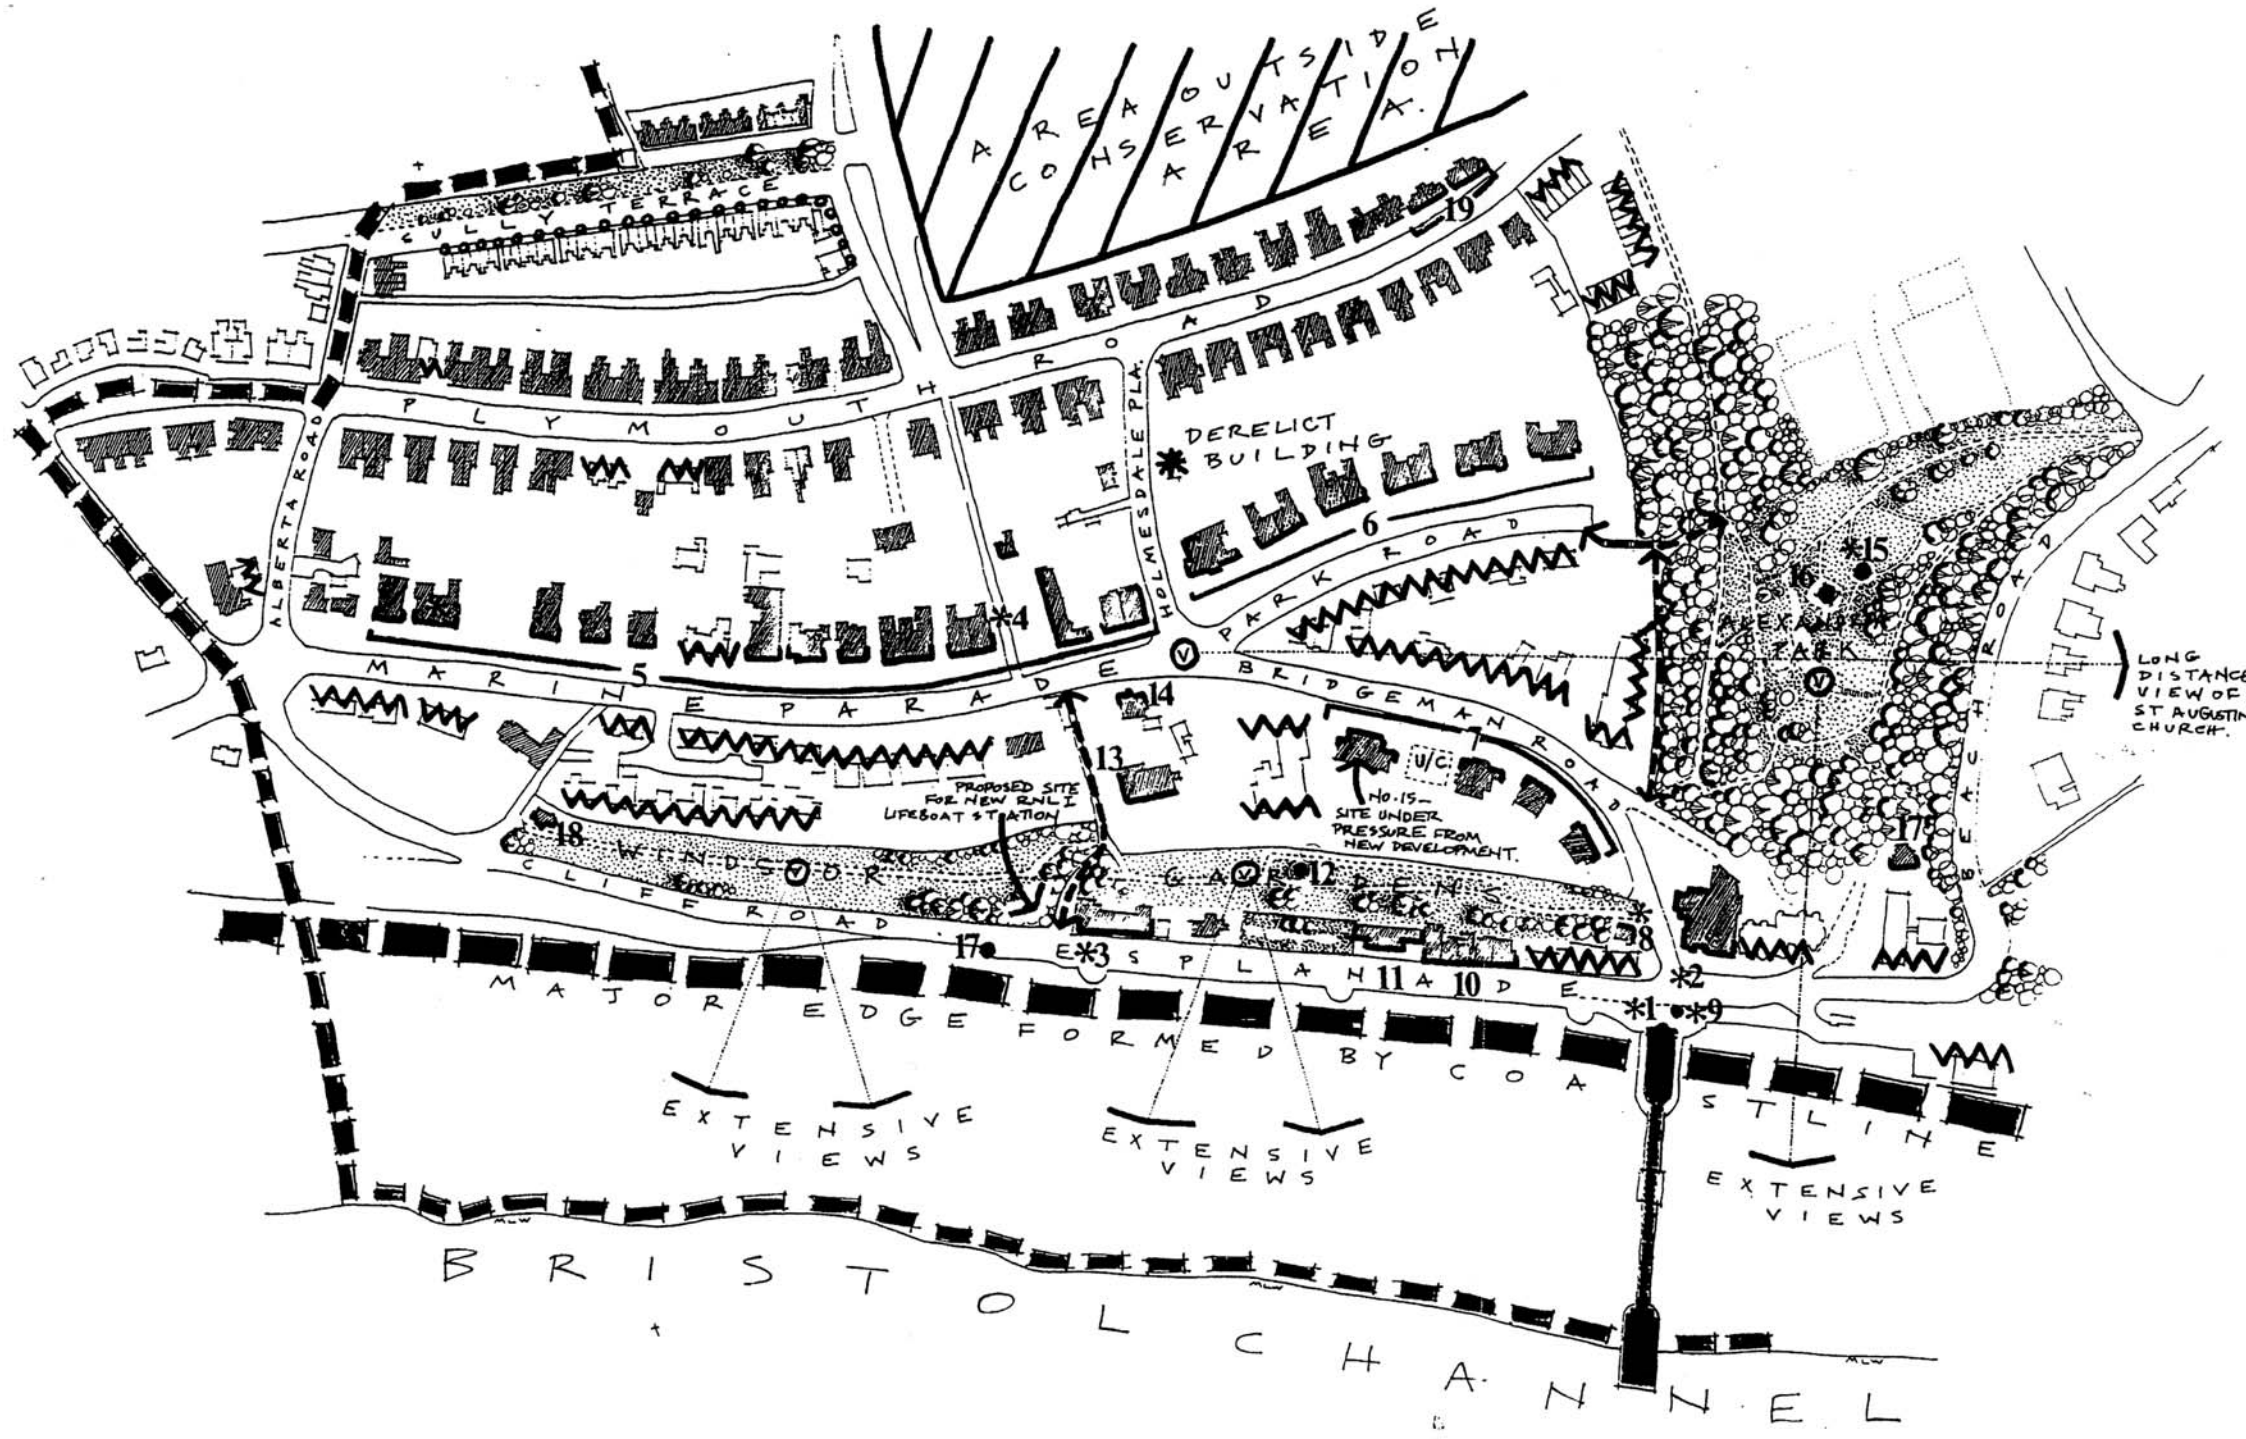 AREA OUTSIDE
CONSERVATION
AREA.
SULLY TERRACE
19
PLYMOUTH ROAD
ALBERTA ROAD
HOLMESDALE PLA.
DERELICT
BUILDING
6
PARK ROAD
*15
16
ALEXANDRA
PARK
V
*4
5
MARINE PARADE
V
BRIDGEMAN ROAD
BEACH ROAD
LONG
DISTANCE
VIEW OF
ST AUGUSTIN
CHURCH.
14
13
U/C
NO.15-
SITE UNDER
PRESSURE FROM
NEW DEVELOPMENT.
PROPOSED SITE
FOR NEW RNLI
LIFEBOAT STATION
18
WINDSOR GARDENS
V
V
12
17
CLIFF ROAD
17
*3
ESPLANADE
11
10
*
8
*2
*1
*9
MAJOR EDGE FORMED BY COASTLINE
EXTENSIVE
VIEWS
EXTENSIVE
VIEWS
EXTENSIVE
VIEWS
MLW
MLW
MLW
BRISTOL CHANNEL